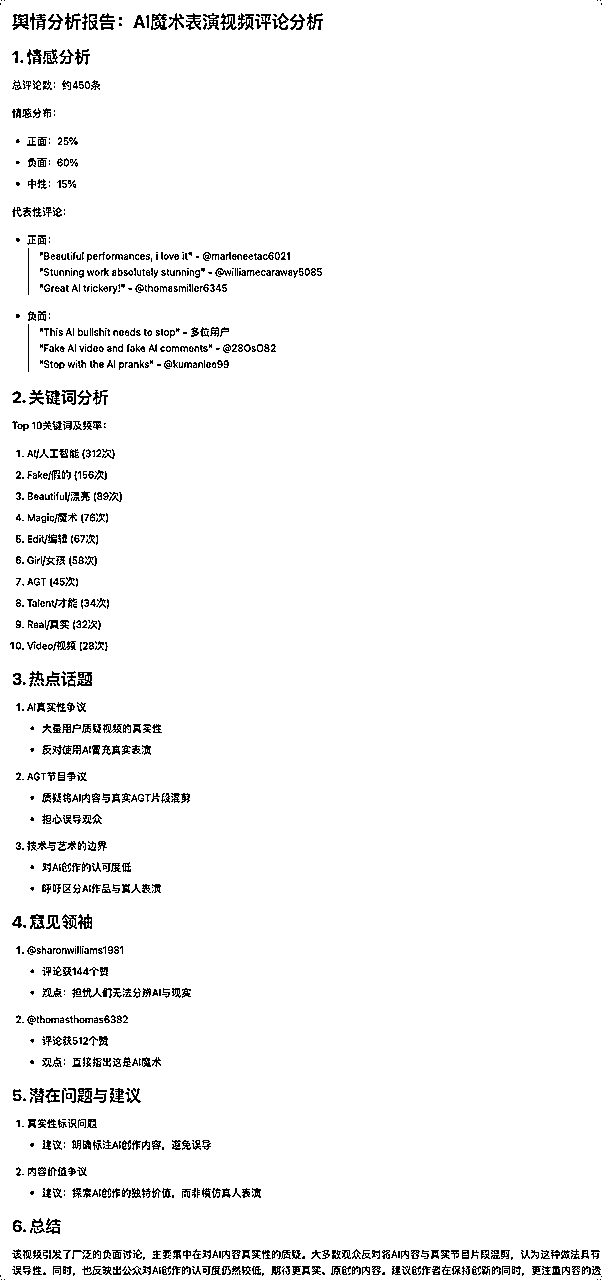 舆情分析报告：AI魔术表演视频评论分析
1. 情感分析
总评论数：约450条
情感分布：
• 正面：25%
• 负面：60%
• 中性：15%
代表性评论：
• 正面：
"Beautiful performances, i love it" - @marleneetac6021
"Stunning work absolutely stunning" - @williamecaraway5085
"Great AI trickery!" - @thomasmiller6345
• 负面：
"This AI bullshit needs to stop" - 多位用户
"Fake AI video and fake AI comments" - @28OsO82
"Stop with the AI pranks" - @kumanlee99
2. 关键词分析
Top 10关键词及频率：
1. AI/人工智能 (312次)
2. Fake/假的 (156次)
3. Beautiful/漂亮 (89次)
4. Magic/魔术 (76次)
5. Edit/编辑 (67次)
6. Girl/女孩 (58次)
7. AGT (45次)
8. Talent/才能 (34次)
9. Real/真实 (32次)
10. Video/视频 (28次)
3. 热点话题
1. AI真实性争议
• 大量用户质疑视频的真实性
• 反对使用AI冒充真实表演
2. AGT节目争议
• 质疑将AI内容与真实AGT片段混剪
• 担心误导观众
3. 技术与艺术的边界
• 对AI创作的认可度低
• 呼吁区分AI作品与真人表演
4. 意见领袖
1. @sharonwilliams1981
• 评论获144个赞
• 观点：担忧人们无法分辨AI与现实
2. @thomasthomas6382
• 评论获512个赞
• 观点：直接指出这是AI魔术
5. 潜在问题与建议
1. 真实性标识问题
• 建议：明确标注AI创作内容，避免误导
2. 内容价值争议
• 建议：探索AI创作的独特价值，而非模仿真人表演
6. 总结
该视频引发了广泛的负面讨论，主要集中在对AI内容真实性的质疑。大多数观众反对将AI内容与真实节目片段混剪，认为这种做法具有
误导性。同时，也反映出公众对AI创作的认可度仍然较低，期待更真实、原创的内容。建议创作者在保持创新的同时，更注重内容的透